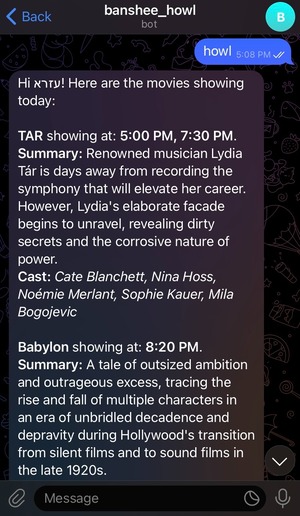 Back
banshee_howl
bot
B
howl 5:08 PM
Hi עזרא! Here are the movies showing
today:
TAR showing at: 5:00 PM, 7:30 PM.
Summary: Renowned musician Lydia
Tár is days away from recording the
symphony that will elevate her career.
However, Lydia's elaborate facade
begins to unravel, revealing dirty
secrets and the corrosive nature of
power.
Cast: Cate Blanchett, Nina Hoss,
Noémie Merlant, Sophie Kauer, Mila
Bogojevic
Babylon showing at: 8:20 PM.
Summary: A tale of outsized ambition
and outrageous excess, tracing the
rise and fall of multiple characters in
an era of unbridled decadence and
depravity during Hollywood's transition
from silent films and to sound films in
the late 1920s.
Message